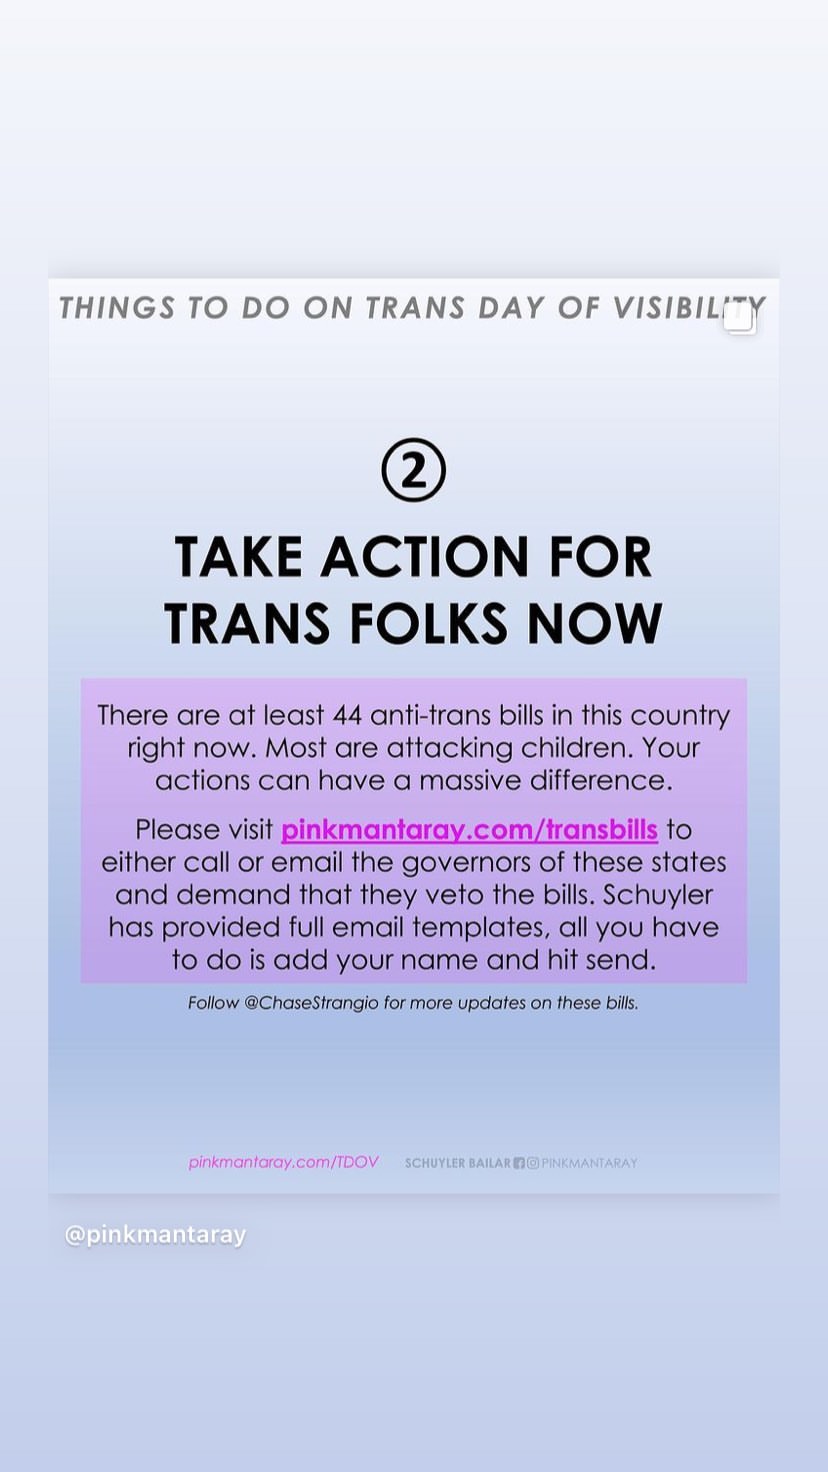 THINGS TO DO ON TRANS DAY OF VISIBILITY
2
TAKE ACTION FOR
TRANS FOLKS NOW
There are at least 44 anti-trans bills in this country
right now. Most are attacking children. Your
actions can have a massive difference.
Please visit pinkmantaray.com/transbills to
either call or email the governors of these states
and demand that they veto the bills. Schuyler
has provided full email templates, all you have
to do is add your name and hit send.
Follow @ChaseStrangio for more updates on these bills.
pinkmantaray.com/TDOV SCHUYLER BAILAR PINKMANTARAY
@pinkmantaray